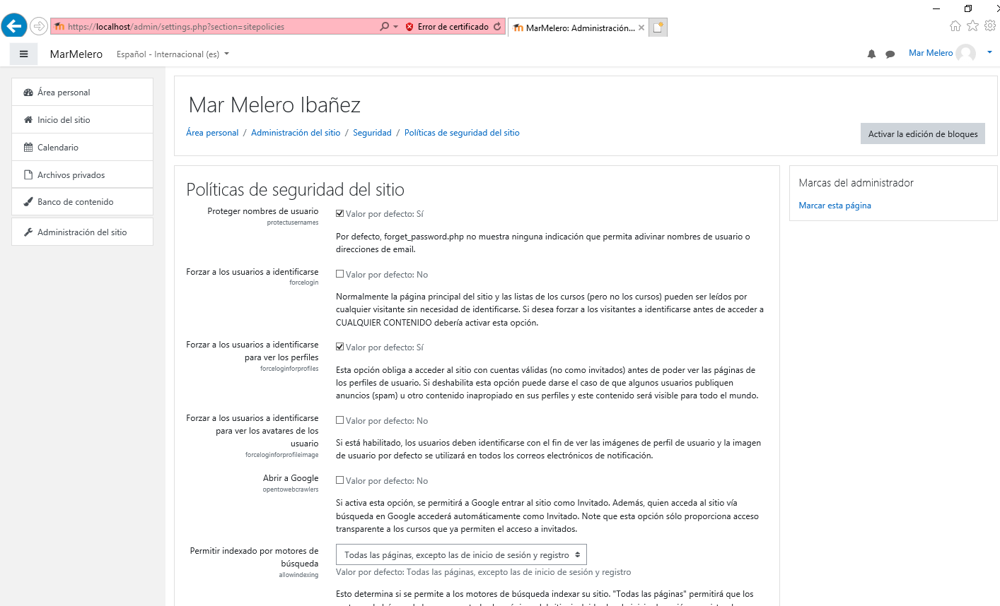 https://localhost/admin/settings.php?section=sitepolicies
Error de certificado
MarMelero: Administración...
MarMelero
Español - Internacional (es)
Mar Melero
Área personal
Inicio del sitio
Calendario
Archivos privados
Banco de contenido
Administración del sitio
Mar Melero Ibañez
Área personal / Administración del sitio / Seguridad / Políticas de seguridad del sitio
Activar la edición de bloques
Políticas de seguridad del sitio
Proteger nombres de usuario
protectusernames
Valor por defecto: Sí
Por defecto, forget_password.php no muestra ninguna indicación que permita adivinar nombres de usuario o
direcciones de email.
Forzar a los usuarios a identificarse
forcelogin
Valor por defecto: No
Normalmente la página principal del sitio y las listas de los cursos (pero no los cursos) pueden ser leídos por
cualquier visitante sin necesidad de identificarse. Si desea forzar a los visitantes a identificarse antes de acceder a
CUALQUIER CONTENIDO debería activar esta opción.
Forzar a los usuarios a identificarse
para ver los perfiles
forceloginforprofiles
Valor por defecto: Sí
Esta opción obliga a acceder al sitio con cuentas válidas (no como invitados) antes de poder ver las páginas de
los perfiles de usuario. Si deshabilita esta opción puede darse el caso de que algunos usuarios publiquen
anuncios (spam) u otro contenido inapropiado en sus perfiles y este contenido será visible para todo el mundo.
Forzar a los usuarios a identificarse
para ver los avatares de los
usuario
forceloginforprofileimage
Valor por defecto: No
Si está habilitado, los usuarios deben identificarse con el fin de ver las imágenes de perfil de usuario y la imagen
de usuario por defecto se utilizará en todos los correos electrónicos de notificación.
Abrir a Google
opentowebcrawlers
Valor por defecto: No
Si activa esta opción, se permitirá a Google entrar al sitio como Invitado. Además, quien acceda al sitio vía
búsqueda en Google accederá automáticamente como Invitado. Note que esta opción sólo proporciona acceso
transparente a los cursos que ya permiten el acceso a invitados.
Permitir indexado por motores de
búsqueda
allowindexing
Todas las páginas, excepto las de inicio de sesión y registro
Valor por defecto: Todas las páginas, excepto las de inicio de sesión y registro
Esto determina si se permite a los motores de búsqueda indexar su sitio. "Todas las páginas" permitirá que los
Marcas del administrador
Marcar esta página